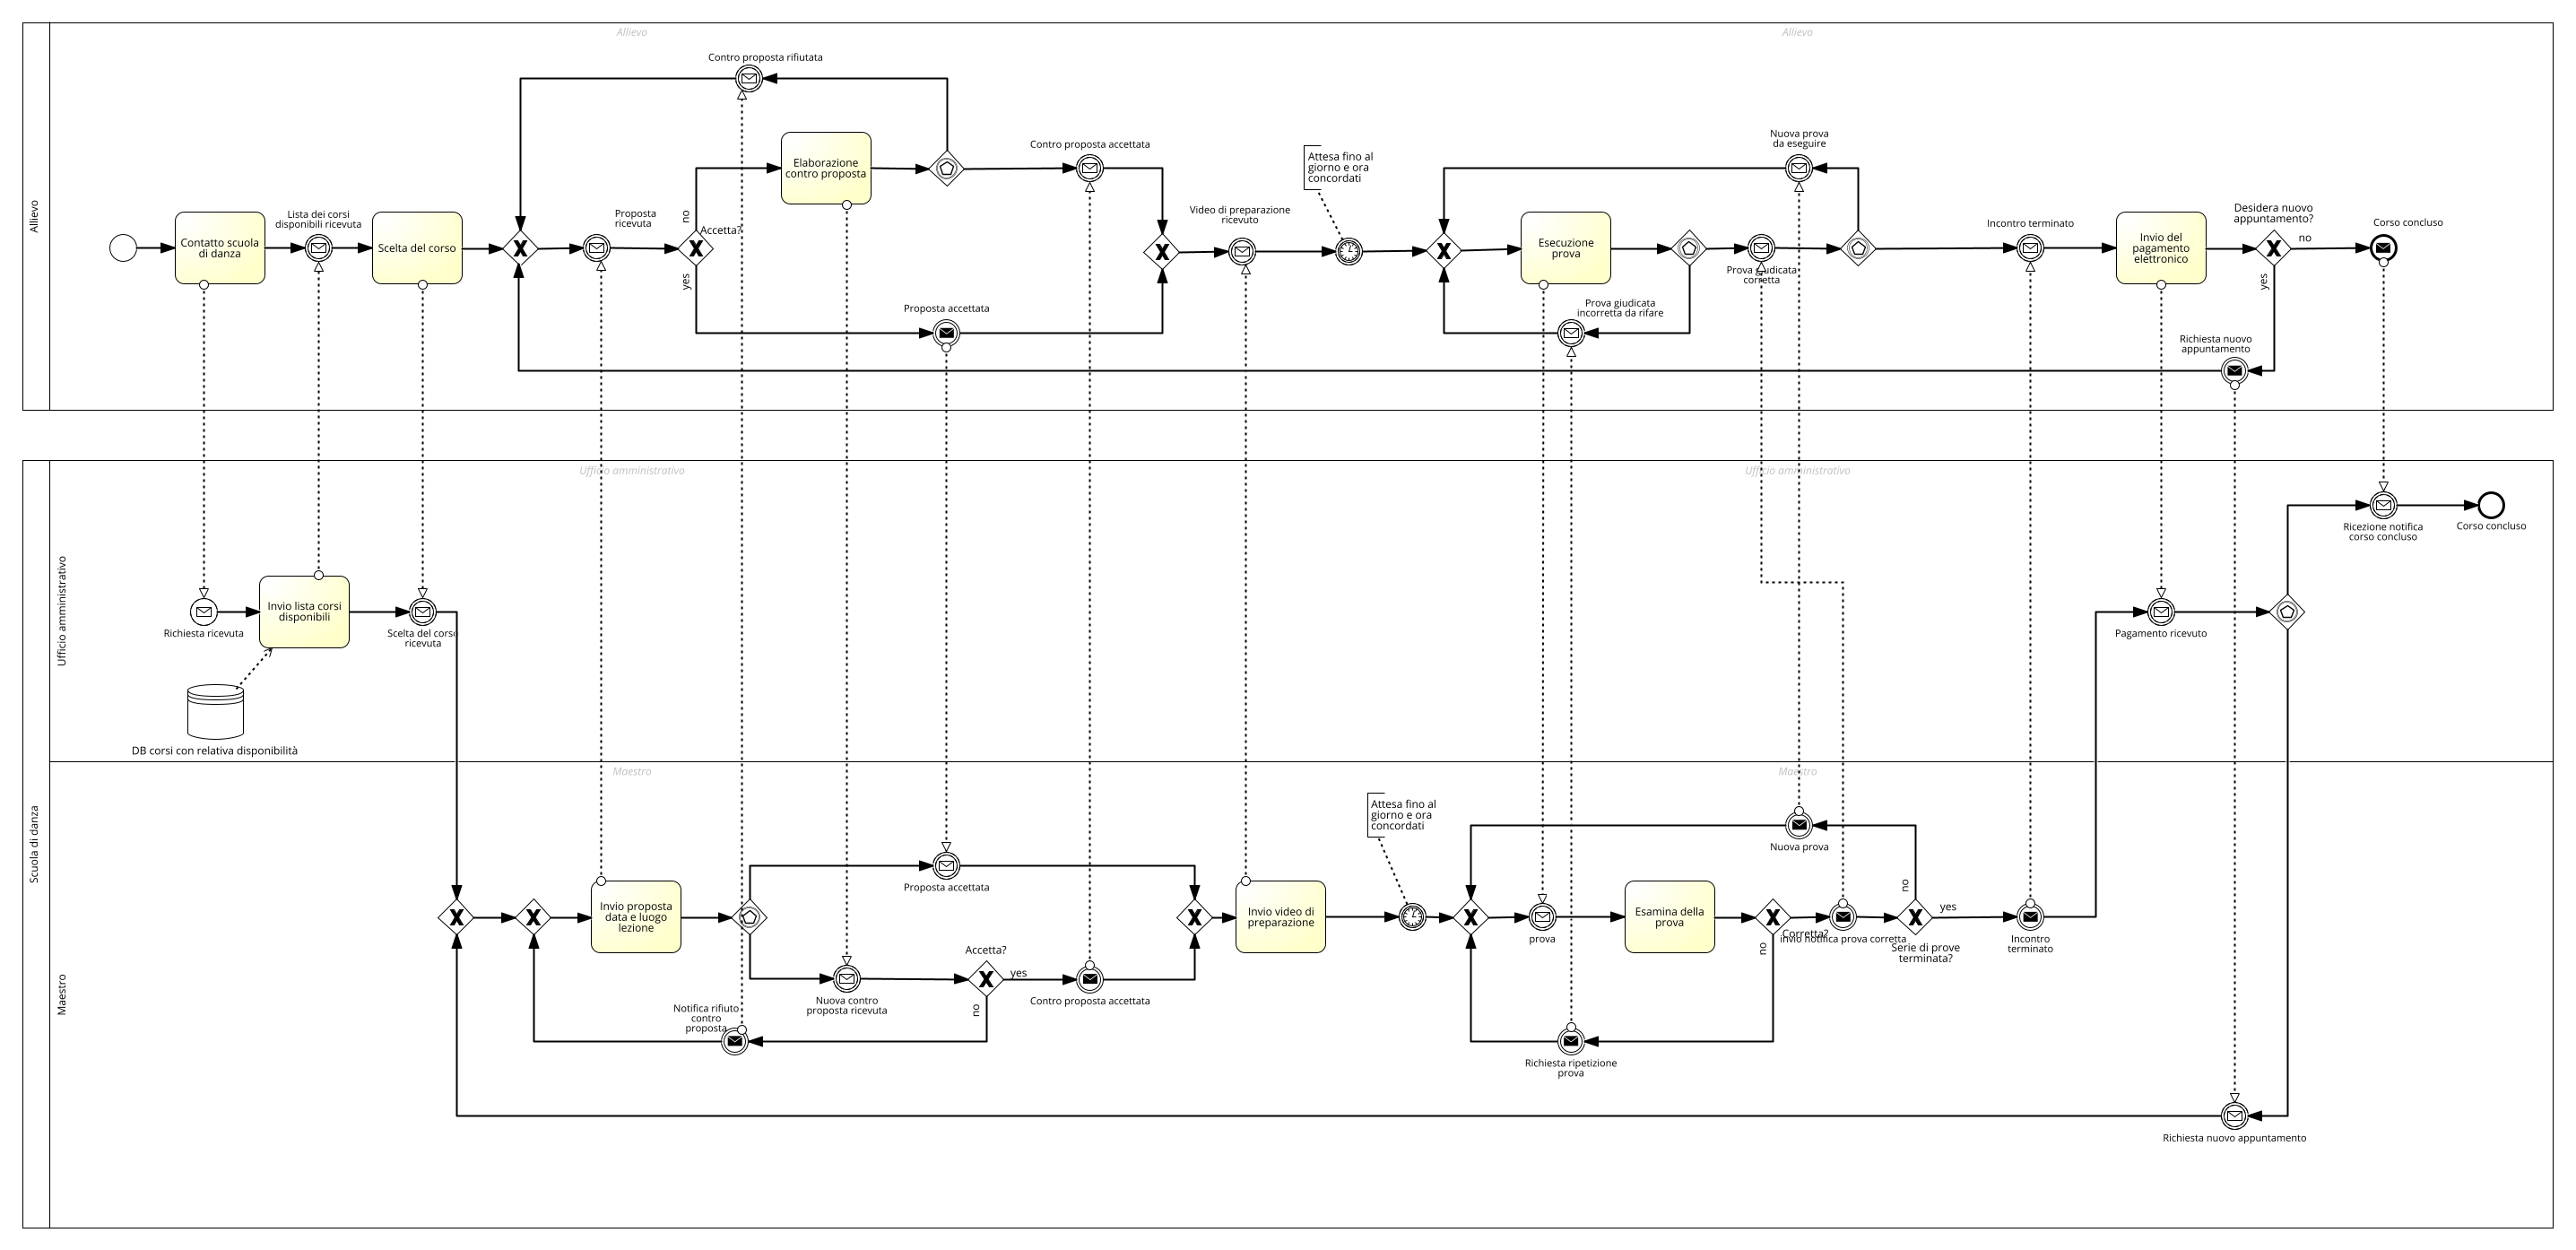 Allievo
Allievo
Allievo
Contro proposta rifiutata
Nuova prova
da eseguire
Contro proposta accettata
Attesa fino al
giorno e ora
concordati
Elaborazione
contro proposta
Lista dei corsi
disponibili ricevuta
Proposta
ricevuta
no
Accetta?
yes
Contatto scuola
di danza
Scelta del corso
Video di preparazione
ricevuto
Esecuzione
prova
Prova giudicata
corretta
Incontro terminato
Invio del
pagamento
elettronico
Desidera nuovo
appuntamento?
no
yes
Corso concluso
Proposta accettata
Prova giudicata
incorretta da rifare
Richiesta nuovo
appuntamento
Scuola di danza
Ufficio amministrativo
Ufficio amministrativo
Ufficio amministrativo
Ricezione notifica
corso concluso
Corso concluso
Richiesta ricevuta
Invio lista corsi
disponibili
Scelta del corso
ricevuta
Pagamento ricevuto
DB corsi con relativa disponibilità
Maestro
Maestro
Maestro
Attesa fino al
giorno e ora
concordati
Nuova prova
Proposta accettata
Invio proposta
data e luogo
lezione
Invio video di
preparazione
prova
Esamina della
prova
Corretta?
no
invio notifica prova corretta
no
yes
Serie di prove
terminata?
Incontro
terminato
Accetta?
yes
no
Nuova contro
proposta ricevuta
Contro proposta accettata
Notifica rifiuto
contro
proposta
Richiesta ripetizione
prova
Richiesta nuovo appuntamento